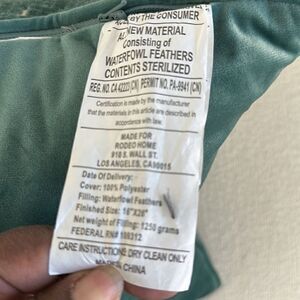 BY THE CONSUMER
ALL NEW MATERIAL
Consisting of
WATERFOWL FEATHERS
CONTENTS STERILIZED
REG. NO. CA 42223 (CN) PERMIT NO. PA-9941 (CN)
Certification is made by the manufacturer
that the materials in this article are described in
accordance with law.
MADE FOR
RODEO HOME
910 S. WALL ST.
LOS ANGELES, CA90015
Date Of Delivery:
Cover: 100% Polyester
Filling: Waterfowl Feathers
Finished Size: 18"X26"
Net weight of Filling: 1250 grams
FEDERAL RN# 108312
CARE INSTRUCTIONS DRY CLEAN ONLY
MADE IN CHINA